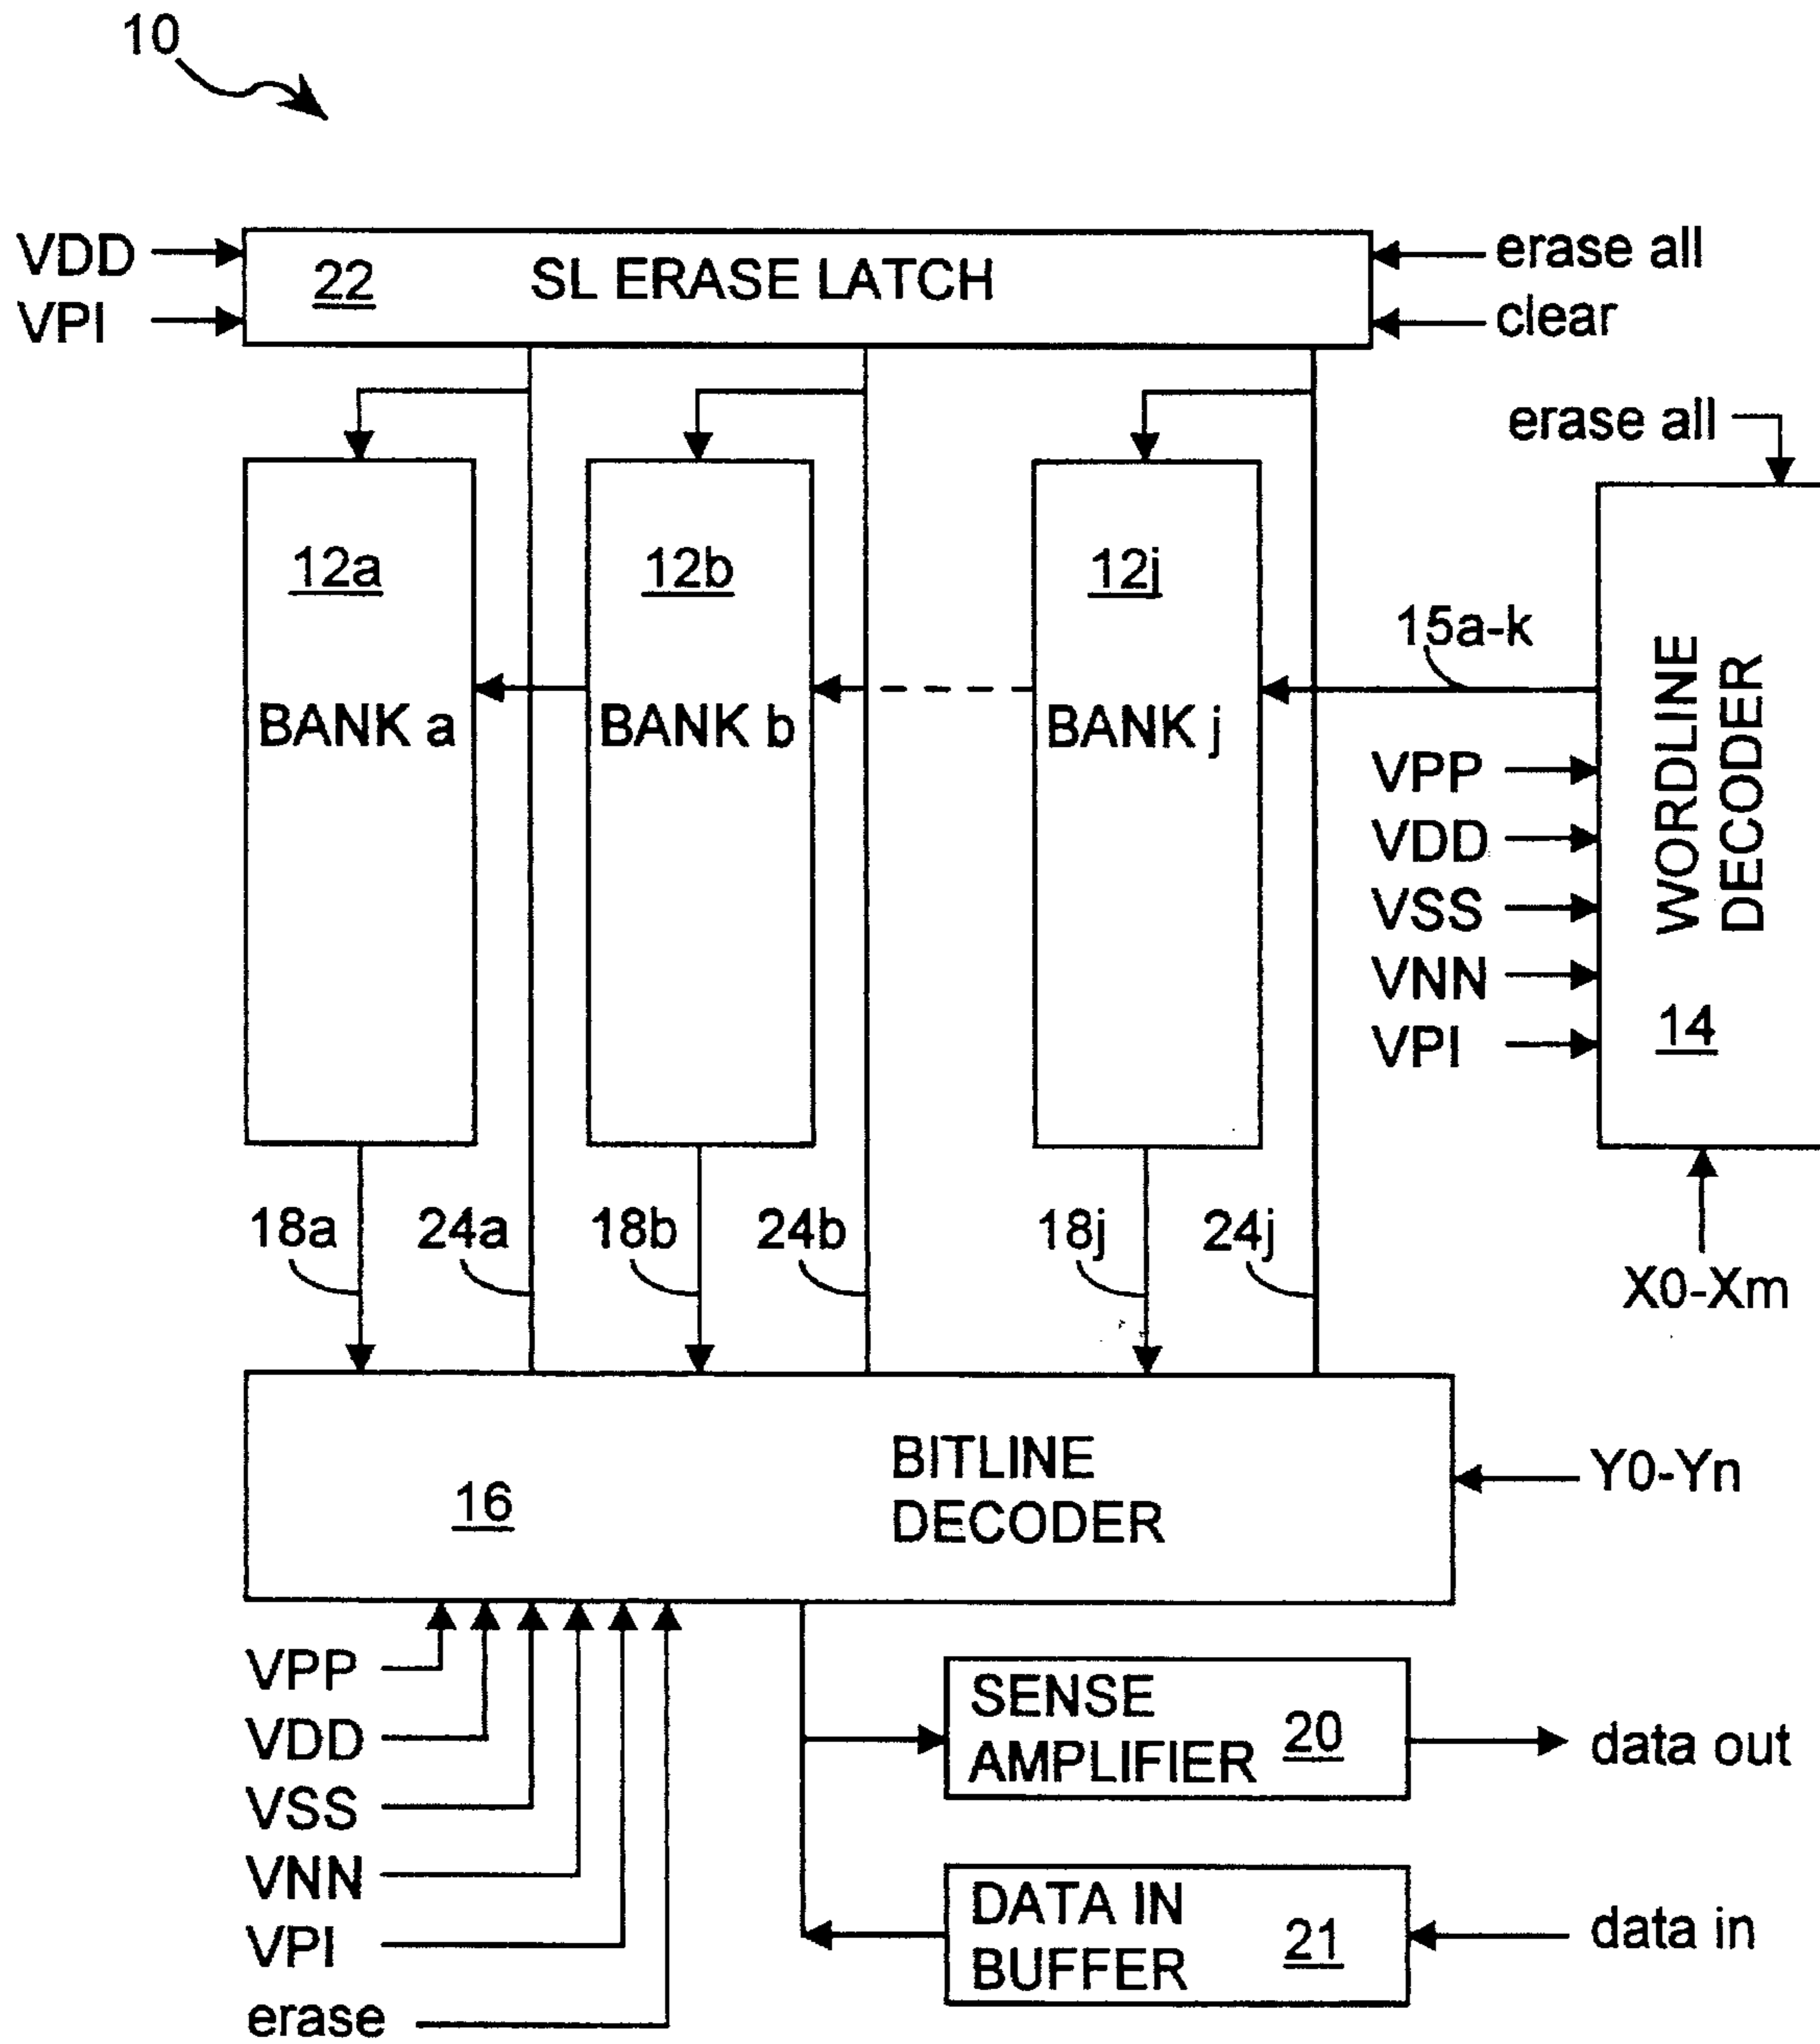 10
VDD
VPI
22 SL ERASE LATCH
erase all
clear
erase all
12a
BANK a
12b
BANK b
12j
BANK j
15a-k
WORDLINE
DECODER
14
VPP
VDD
VSS
VNN
VPI
X0-Xm
18a
24a
18b
24b
18j
24j
16
BITLINE
DECODER
Y0-Yn
VPP
VDD
VSS
VNN
VPI
erase
SENSE
AMPLIFIER 20
data out
DATA IN
BUFFER 21
data in